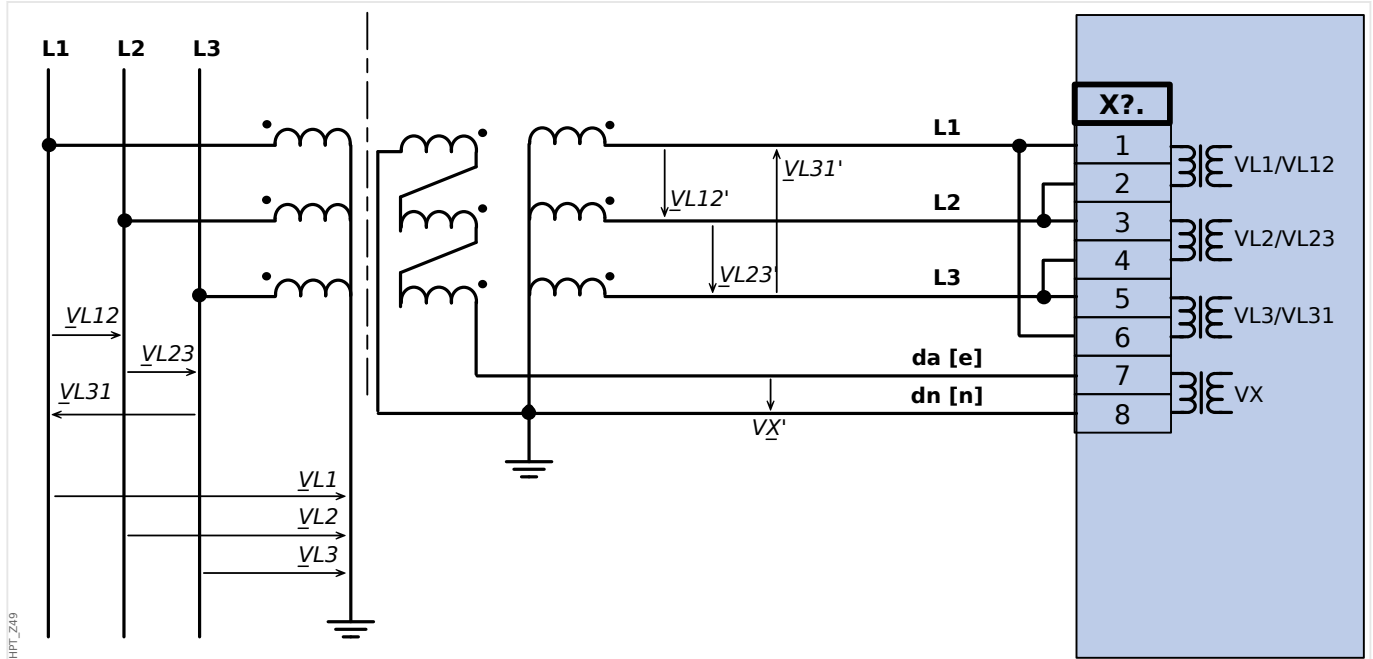 L1 L2 L3
X?.
L1
1
VL1/VL12
VL31'
2
VL12'
L2
3
VL2/VL23
4
VL23'
L3
5
VL3/VL31
VL12
6
VL23
da [e]
7
VL31
dn [n]
VX
8
VX'
VL1
VL2
VL3
HPT_Z49